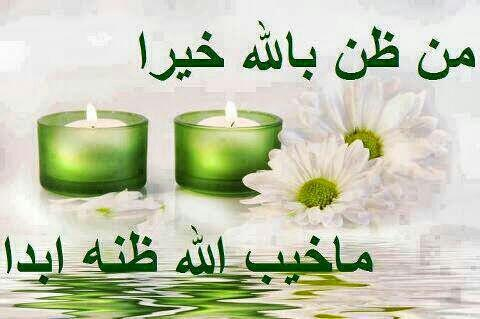 من ظن بالله خيرا
ماخيب الله ظنه ابدا